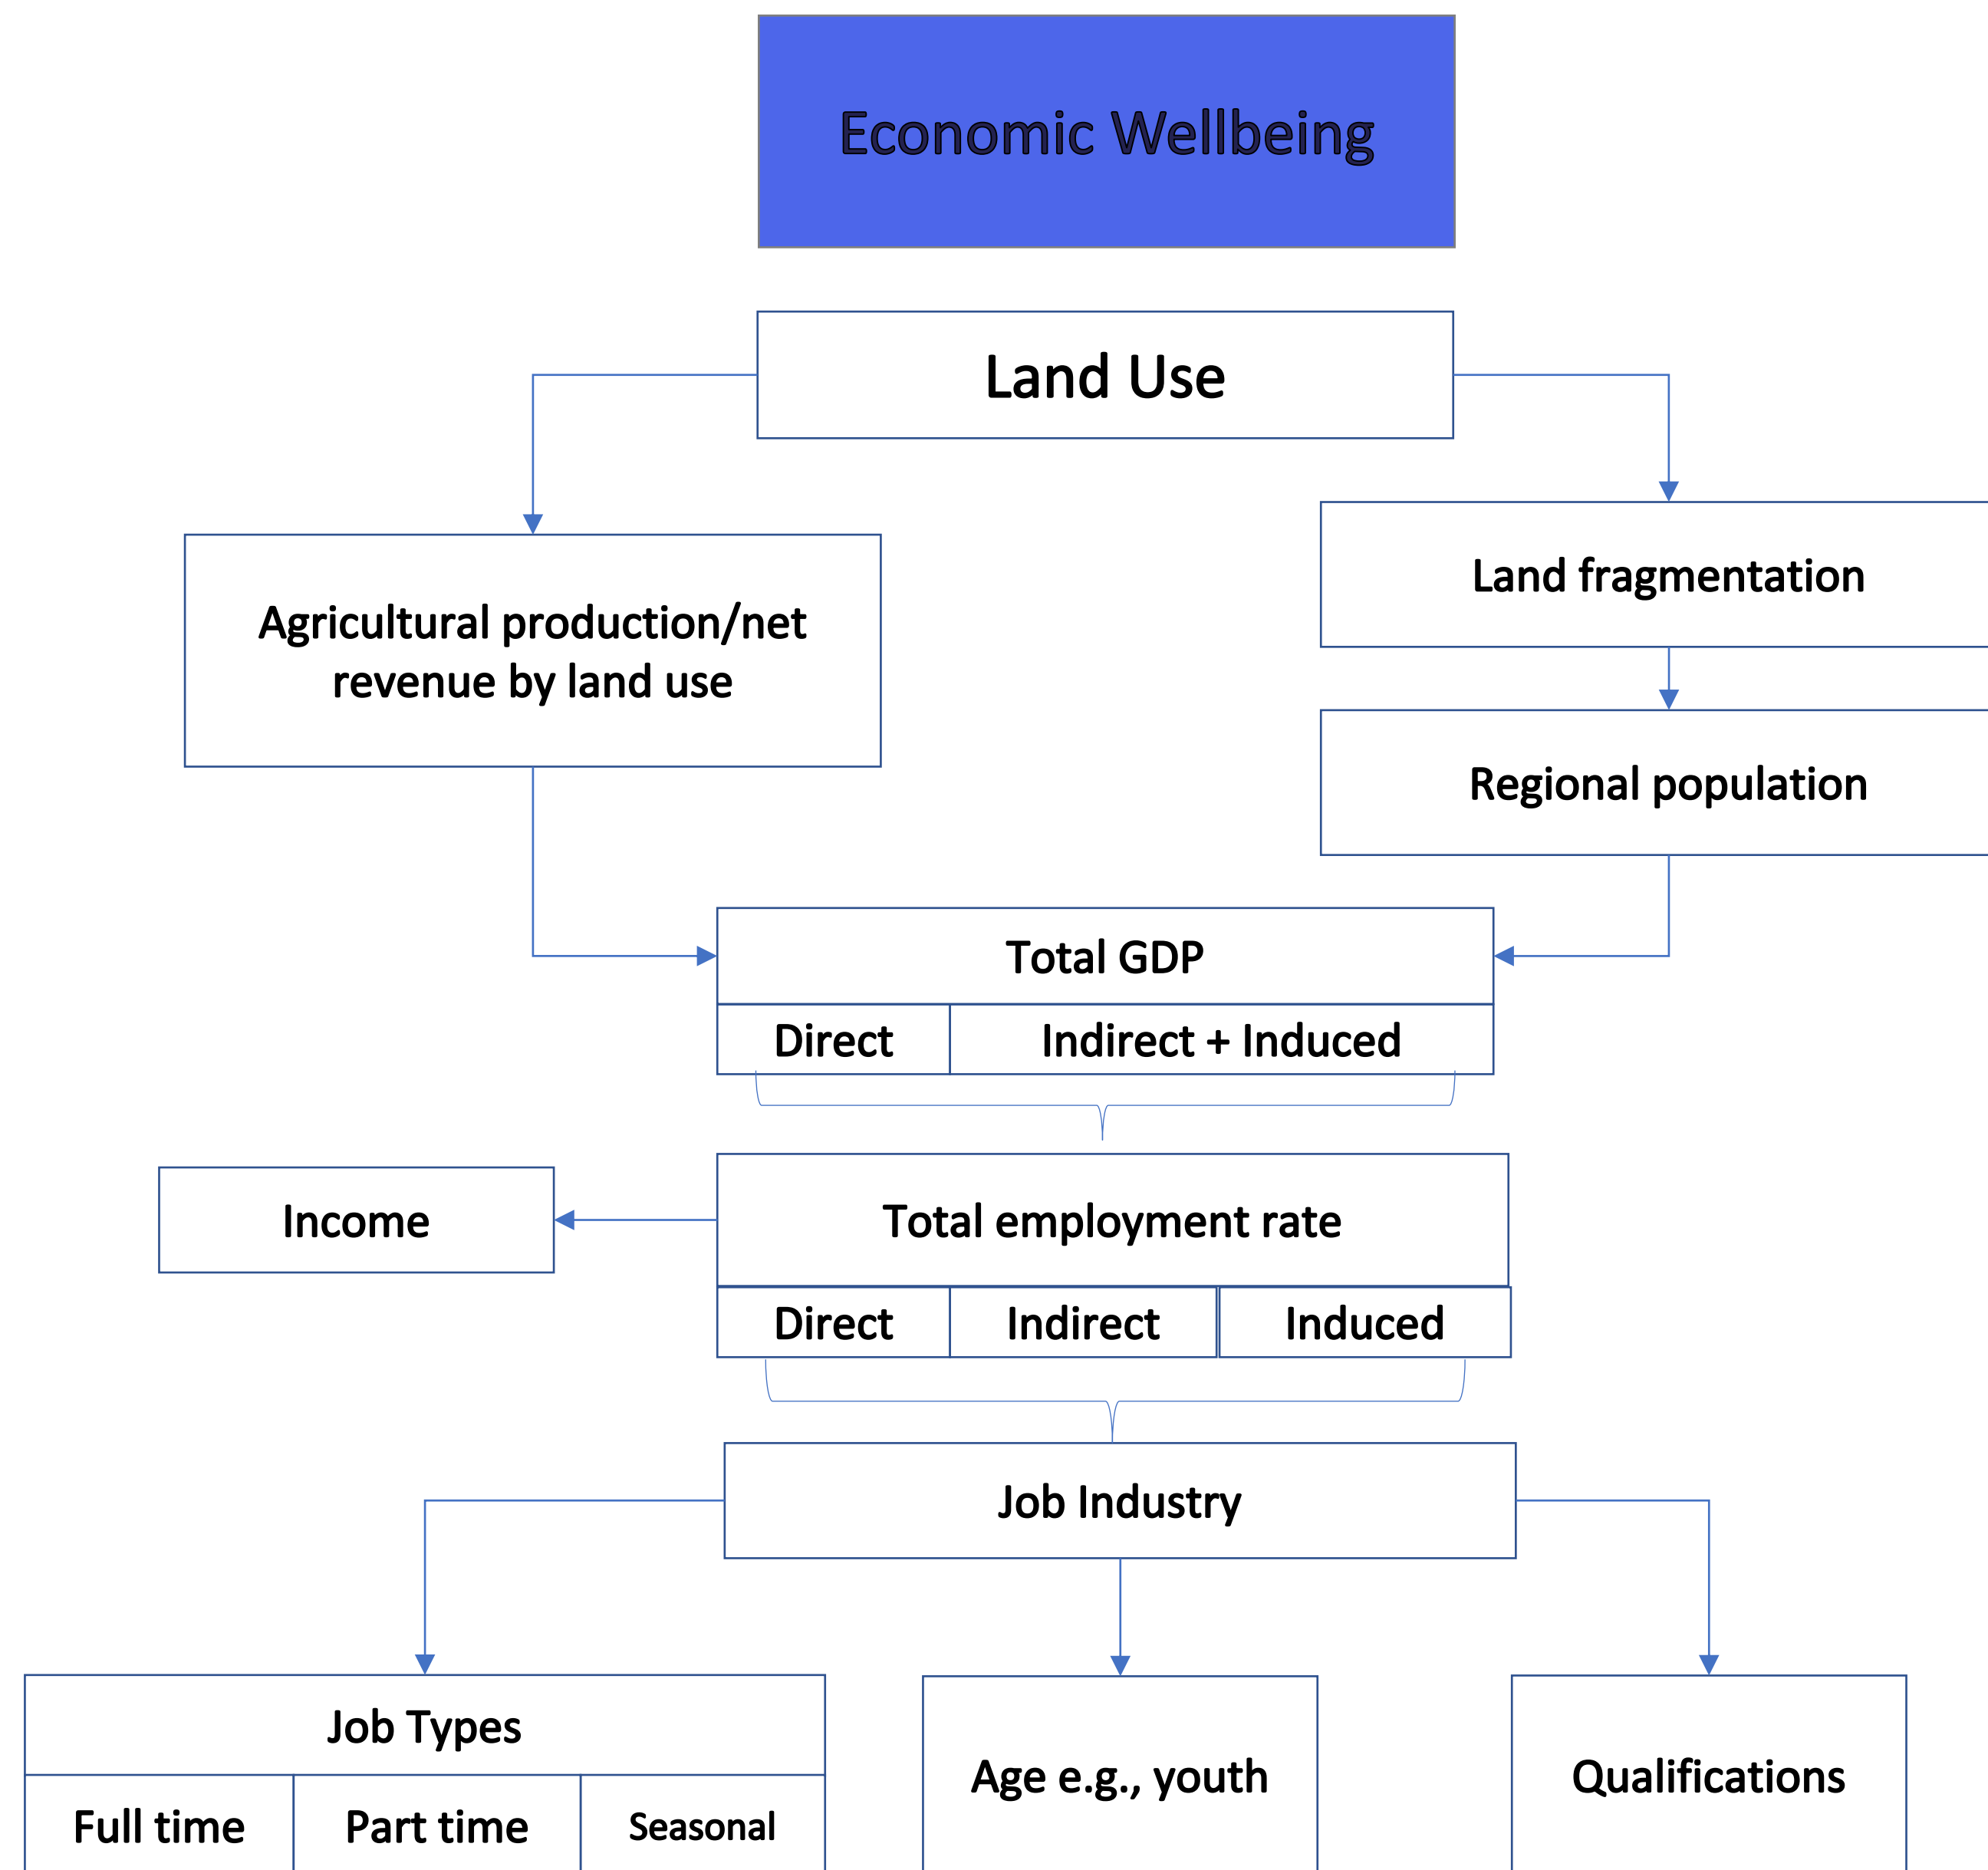 Economic Wellbeing
Land Use
Agricultural production/net
revenue by land use
Land fragmentation
Regional population
Total GDP
Direct
Indirect + Induced
Income
Total employment rate
Direct
Indirect
Induced
Job Industry
Job Types
Full time
Part time
Seasonal
Age e.g., youth
Qualifications